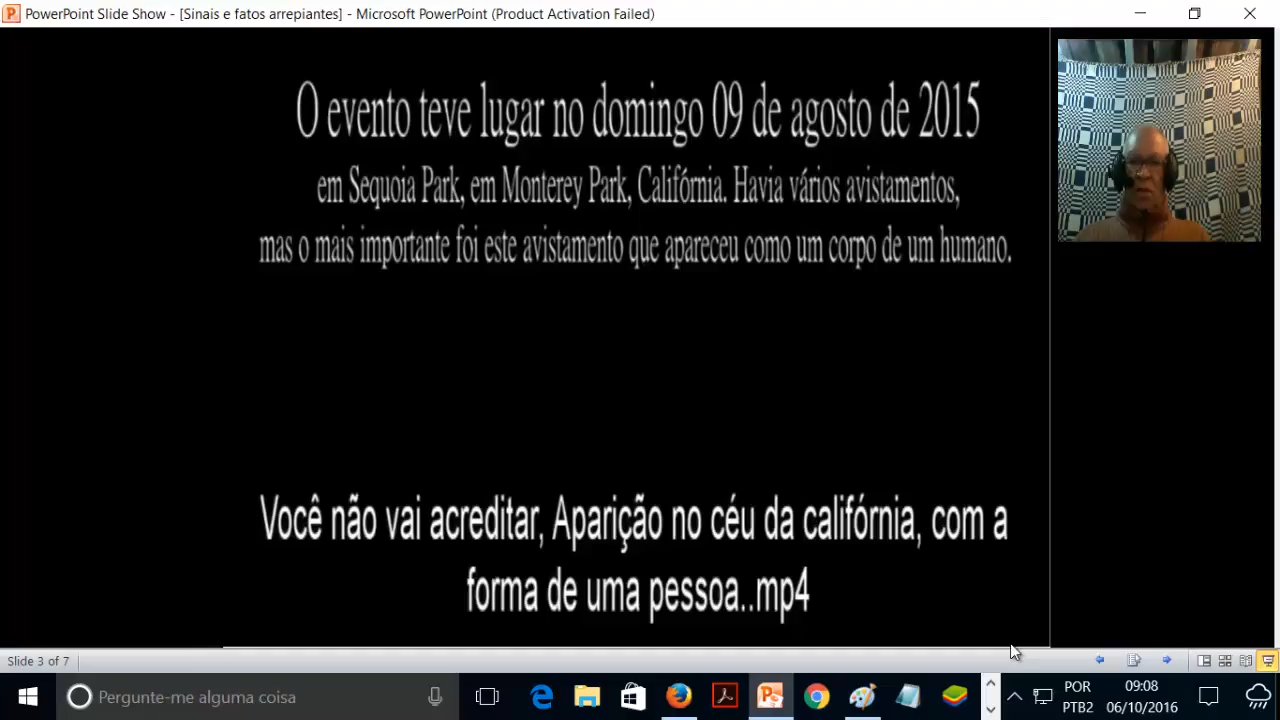 PowerPoint Slide Show - [Sinais e fatos arrepiantes] - Microsoft PowerPoint (Product Activation Failed)
O evento teve lugar no domingo 09 de agosto de 2015
em Sequoia Park, em Monterey Park, Califórnia. Havia vários avistamentos,
mas o mais importante foi este avistamento que apareceu como um corpo de um humano.
Você não vai acreditar, Aparição no céu da califórnia, com a
forma de uma pessoa..mp4
Slide 3 of 7
Pergunte-me alguma coisa
POR
PTB2
09:08
06/10/2016